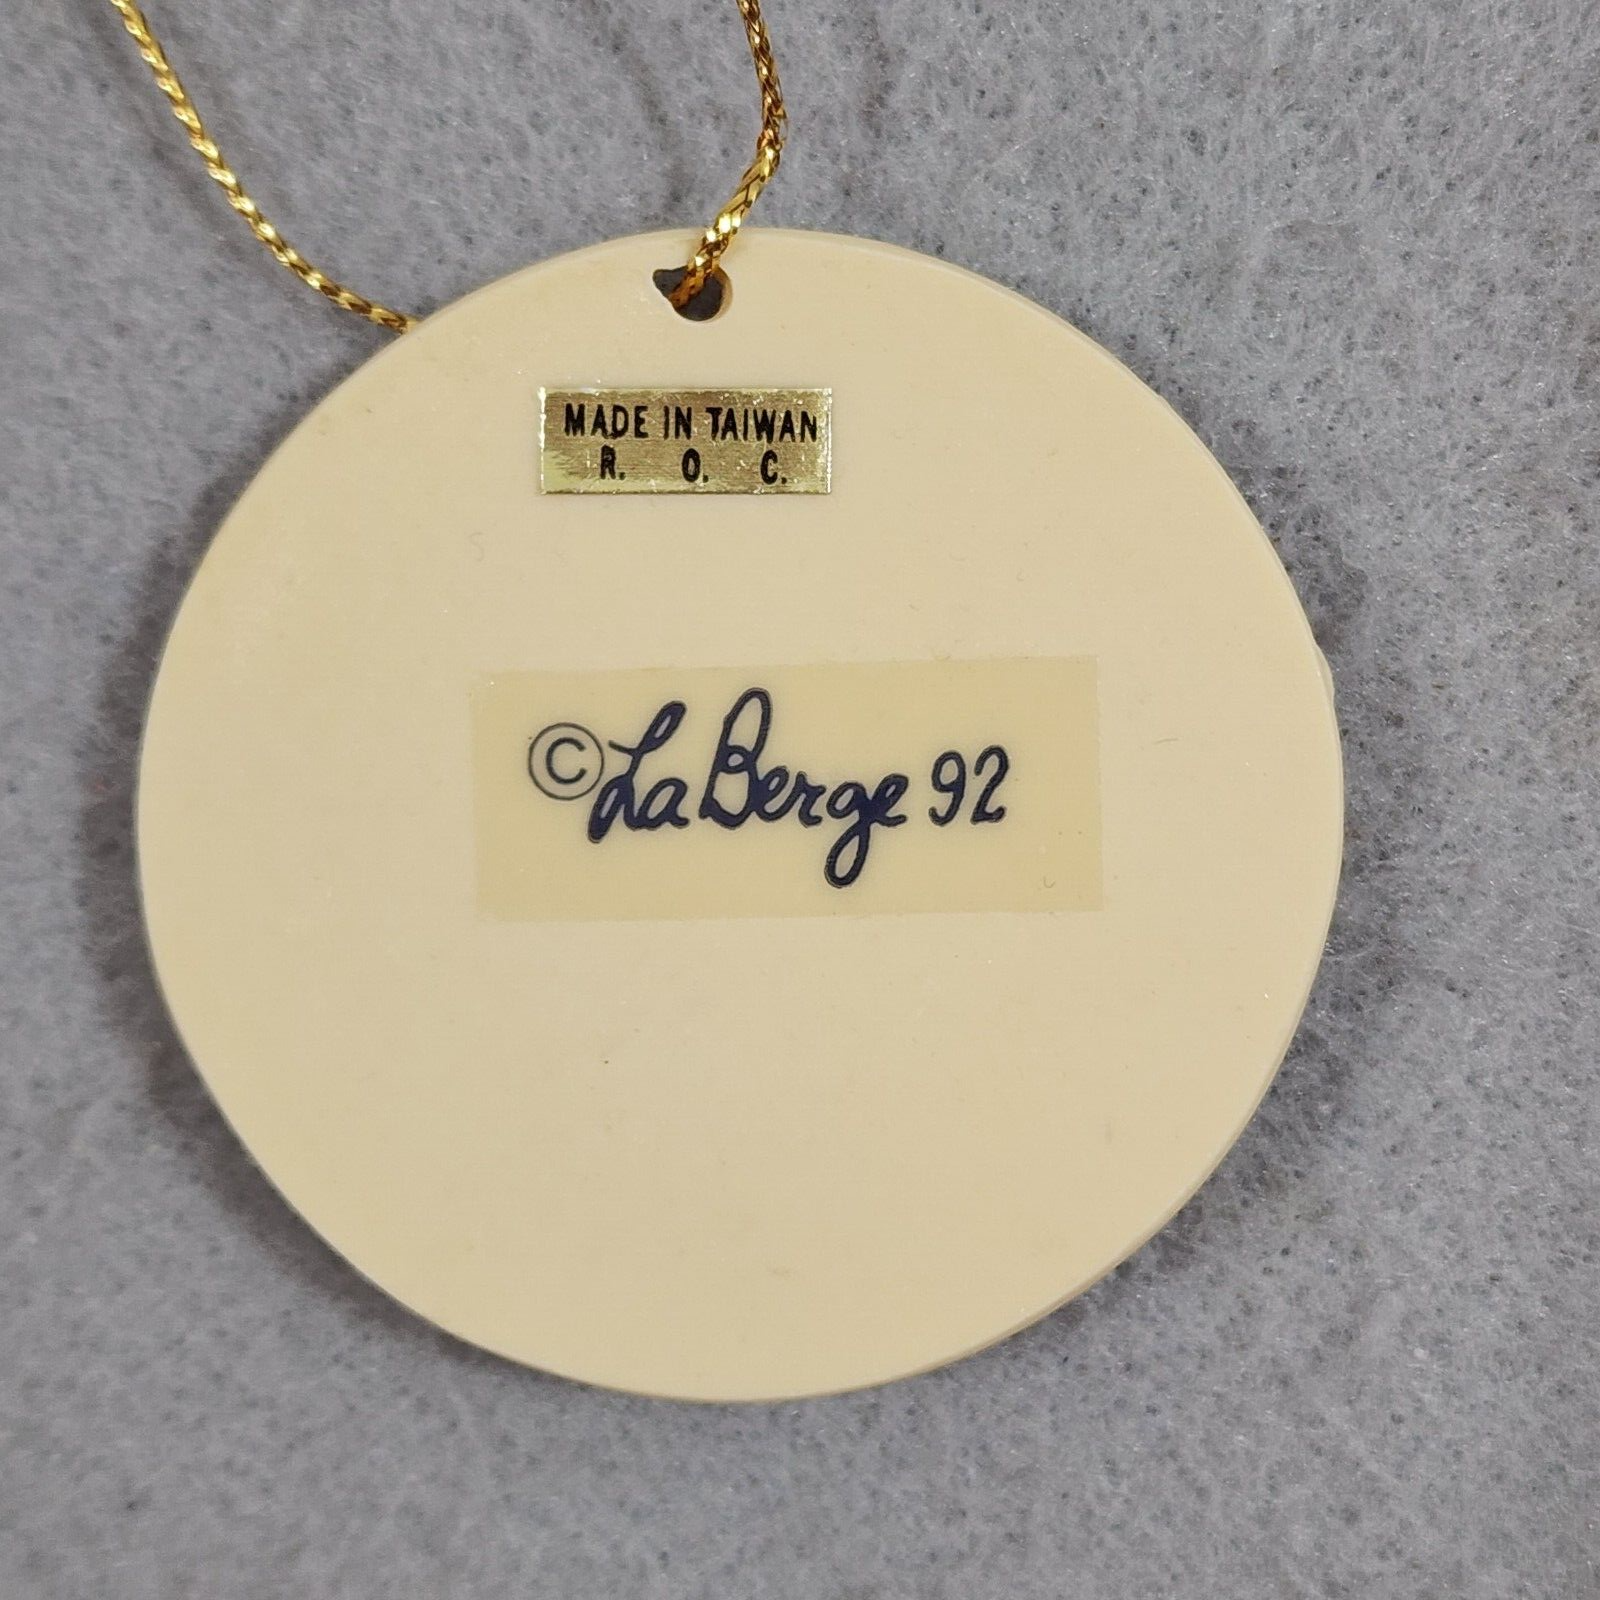 MADE IN TAIWAN
R. O. C.
©LaBerge 92